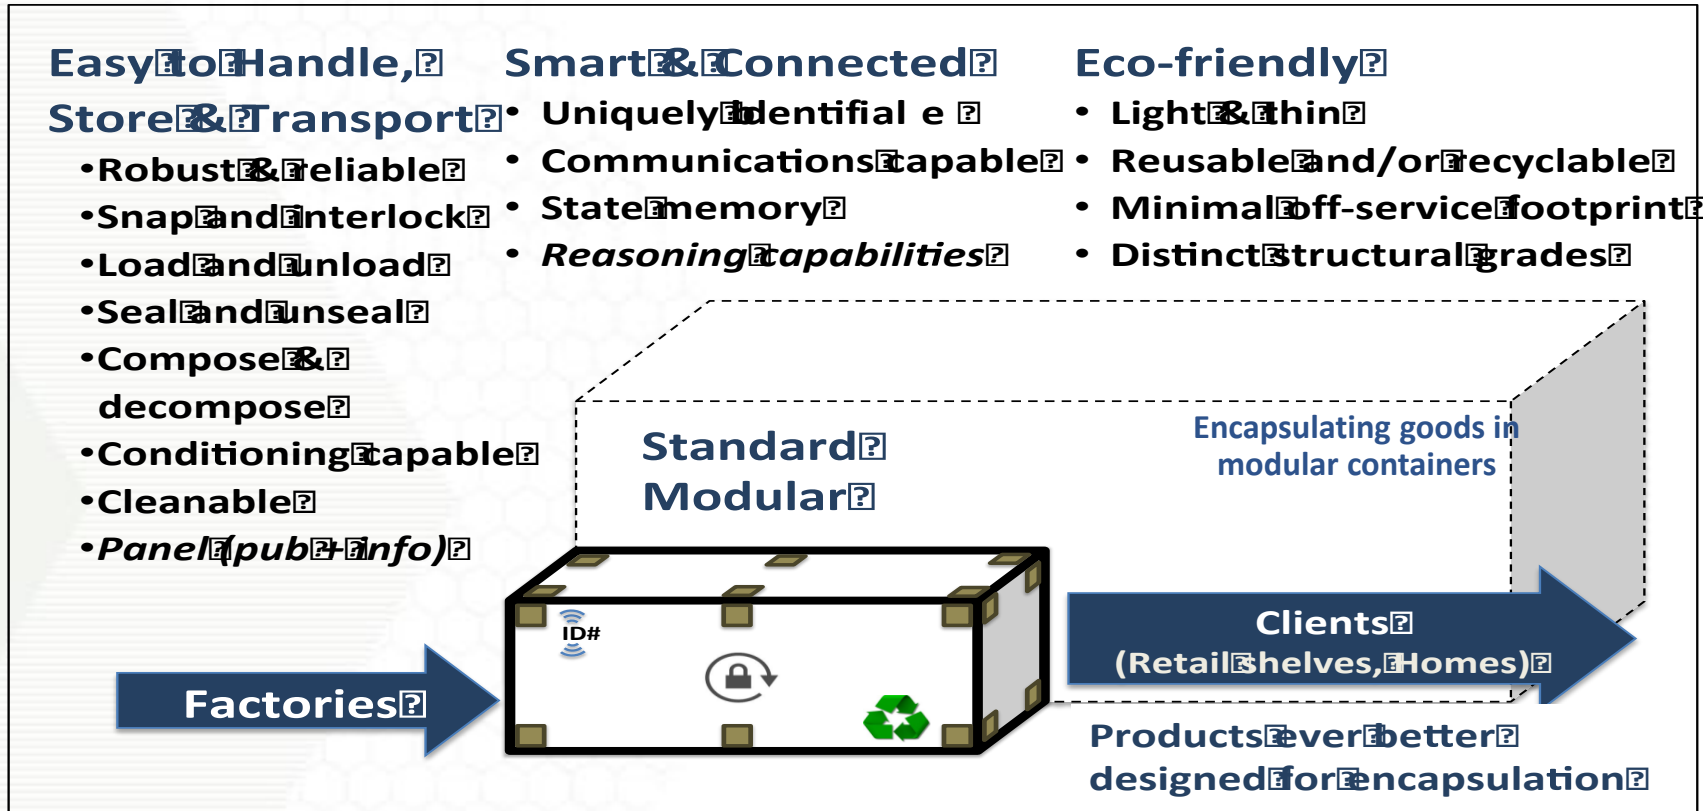 Easy to Handle,
Store & Transport
•Robust & reliable
•Snap and interlock
•Load and unload
•Seal and unseal
•Compose &
decompose
•Conditioning capable
•Cleanable
•Panel (pub + info)
Smart & Connected
• Uniquely identifial e
• Communications capable
• State memory
• Reasoning capabilities
Eco-friendly
• Light & thin
• Reusable and/or recyclable
• Minimal off-service footprint
• Distinct structural grades
Standard
Modular
Encapsulating goods in
modular containers
ID#
Factories
Clients
(Retail shelves, Homes)
Products ever better
designed for encapsulation